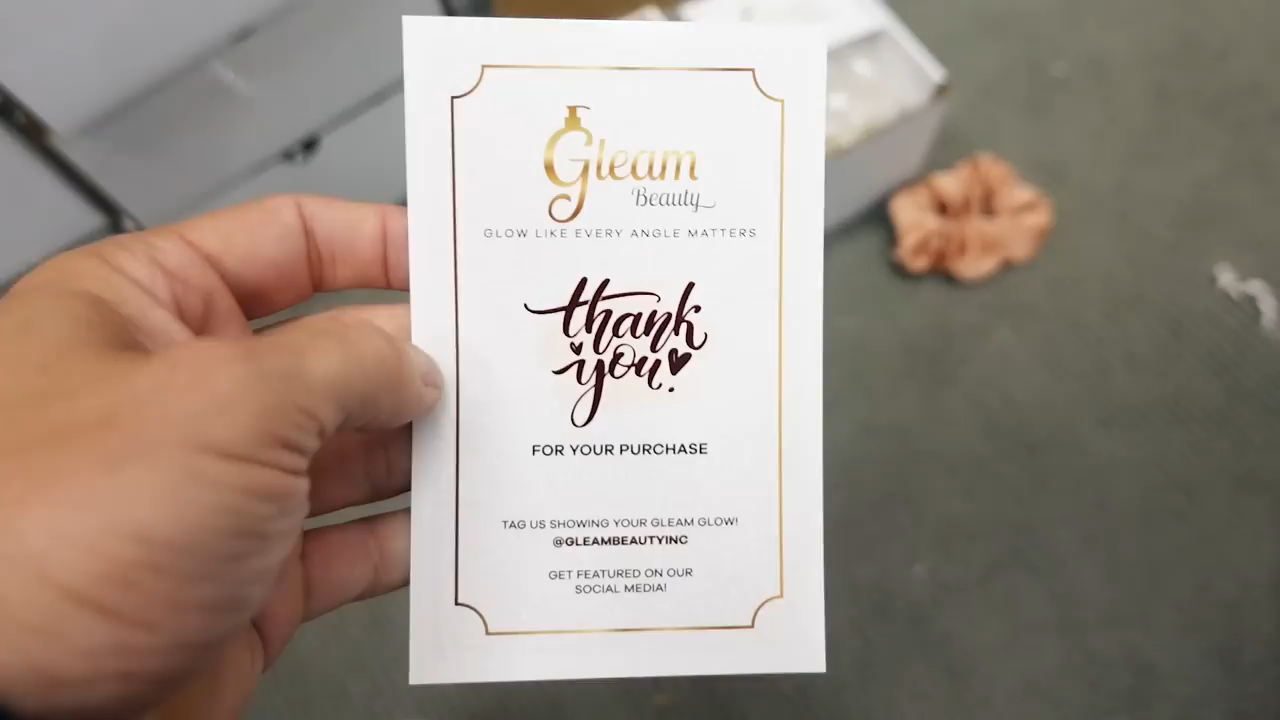 Gleam
Beauty
GLOW LIKE EVERY ANGLE MATTERS
thank
you!
FOR YOUR PURCHASE
TAG US SHOWING YOUR GLEAM GLOW!
@GLEAMBEAUTYINC
GET FEATURED ON OUR
SOCIAL MEDIA!